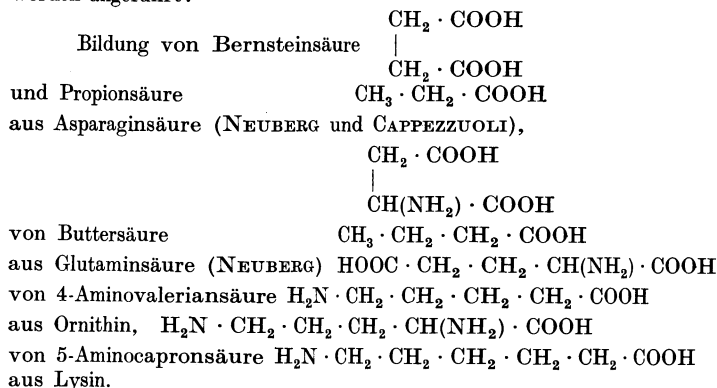 CH₂ · COOH
Bildung von Bernsteinsäure |
CH₂ · COOH
und Propionsäure CH₃ · CH₂ · COOH
aus Asparaginsäure (NEUBERG und CAPPEZZUOLI),
CH₂ · COOH
|
CH(NH₂) · COOH
von Buttersäure CH₃ · CH₂ · CH₂ · COOH
aus Glutaminsäure (NEUBERG) HOOC · CH₂ · CH₂ · CH(NH₂) · COOH
von 4-Aminovaleriansäure H₂N · CH₂ · CH₂ · CH₂ · CH₂ · COOH
aus Ornithin, H₂N · CH₂ · CH₂ · CH₂ · CH(NH₂) · COOH
von 5-Aminocapronsäure H₂N · CH₂ · CH₂ · CH₂ · CH₂ · CH₂ · COOH
aus Lysin.